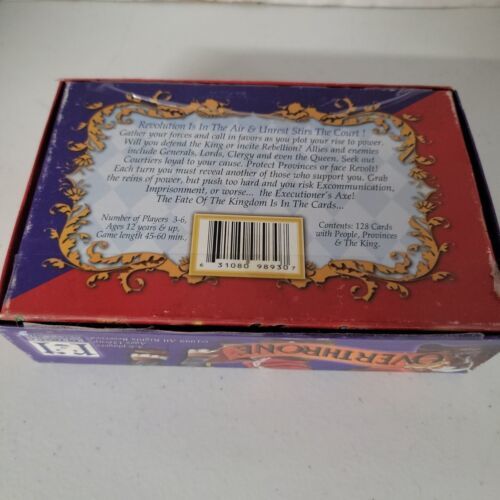 Revolution Is In The Air & Unrest Stirs The Court !
Gather your forces and call in favors as you plot your rise to power.
Will you defend the King or incite Rebellion? Allies and enemies
include Generals, Lords, Clergy and even the Queen. Seek out
Courtiers loyal to your cause. Protect Provinces or face Revolt!
Each turn you must reveal another of those who support you. Grab
the reins of power, but push too hard and you risk Excommunication,
Imprisonment, or worse... the Executioner's Axe!
The Fate Of The Kingdom Is In The Cards...
Number of Players 3-6,
Ages 12 years & up,
Game length 45-60 min.,
6 31080 98930 7
Contents: 128 Cards
with People, Provinces
& The King.
OVERTHRONE
All Rights Reserved